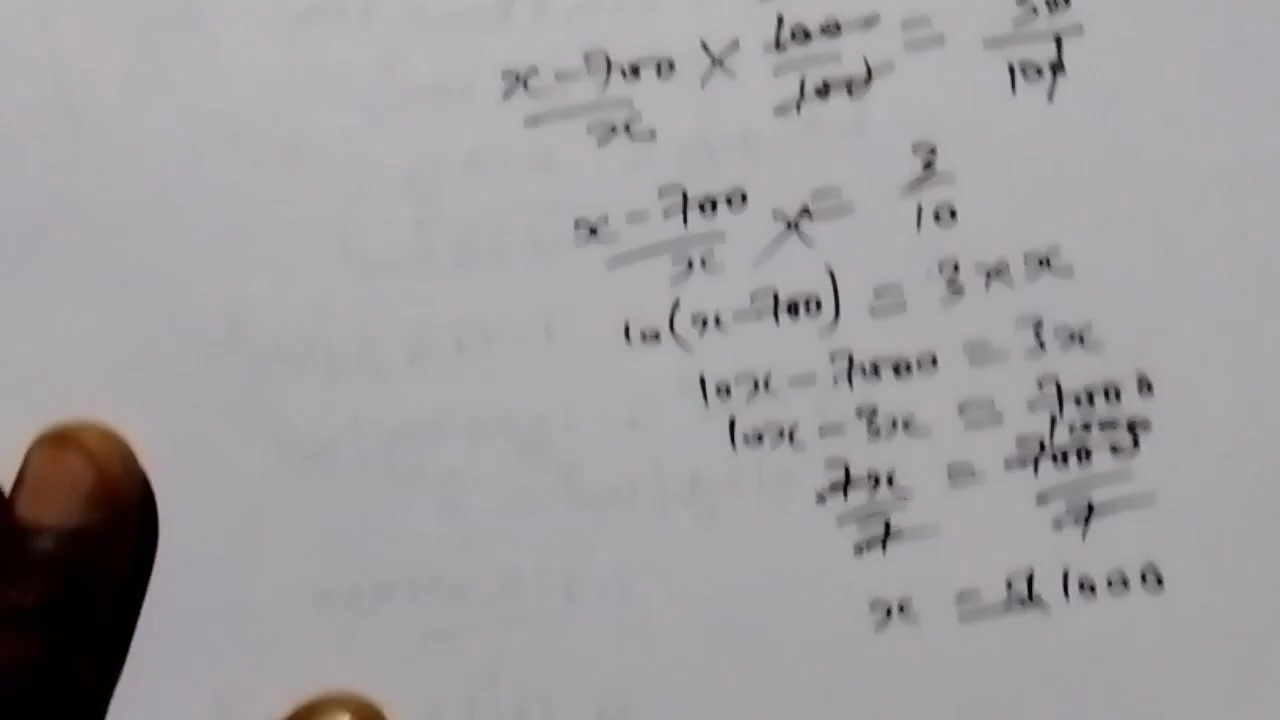 x - 700 / x × 100 / 100 = 30 / 100
x - 700 / x = 3 / 10
10(x - 700) = 3 × x
10x - 7000 = 3x
10x - 3x = 7000
7x / 7 = 7000 / 7
x = 1000